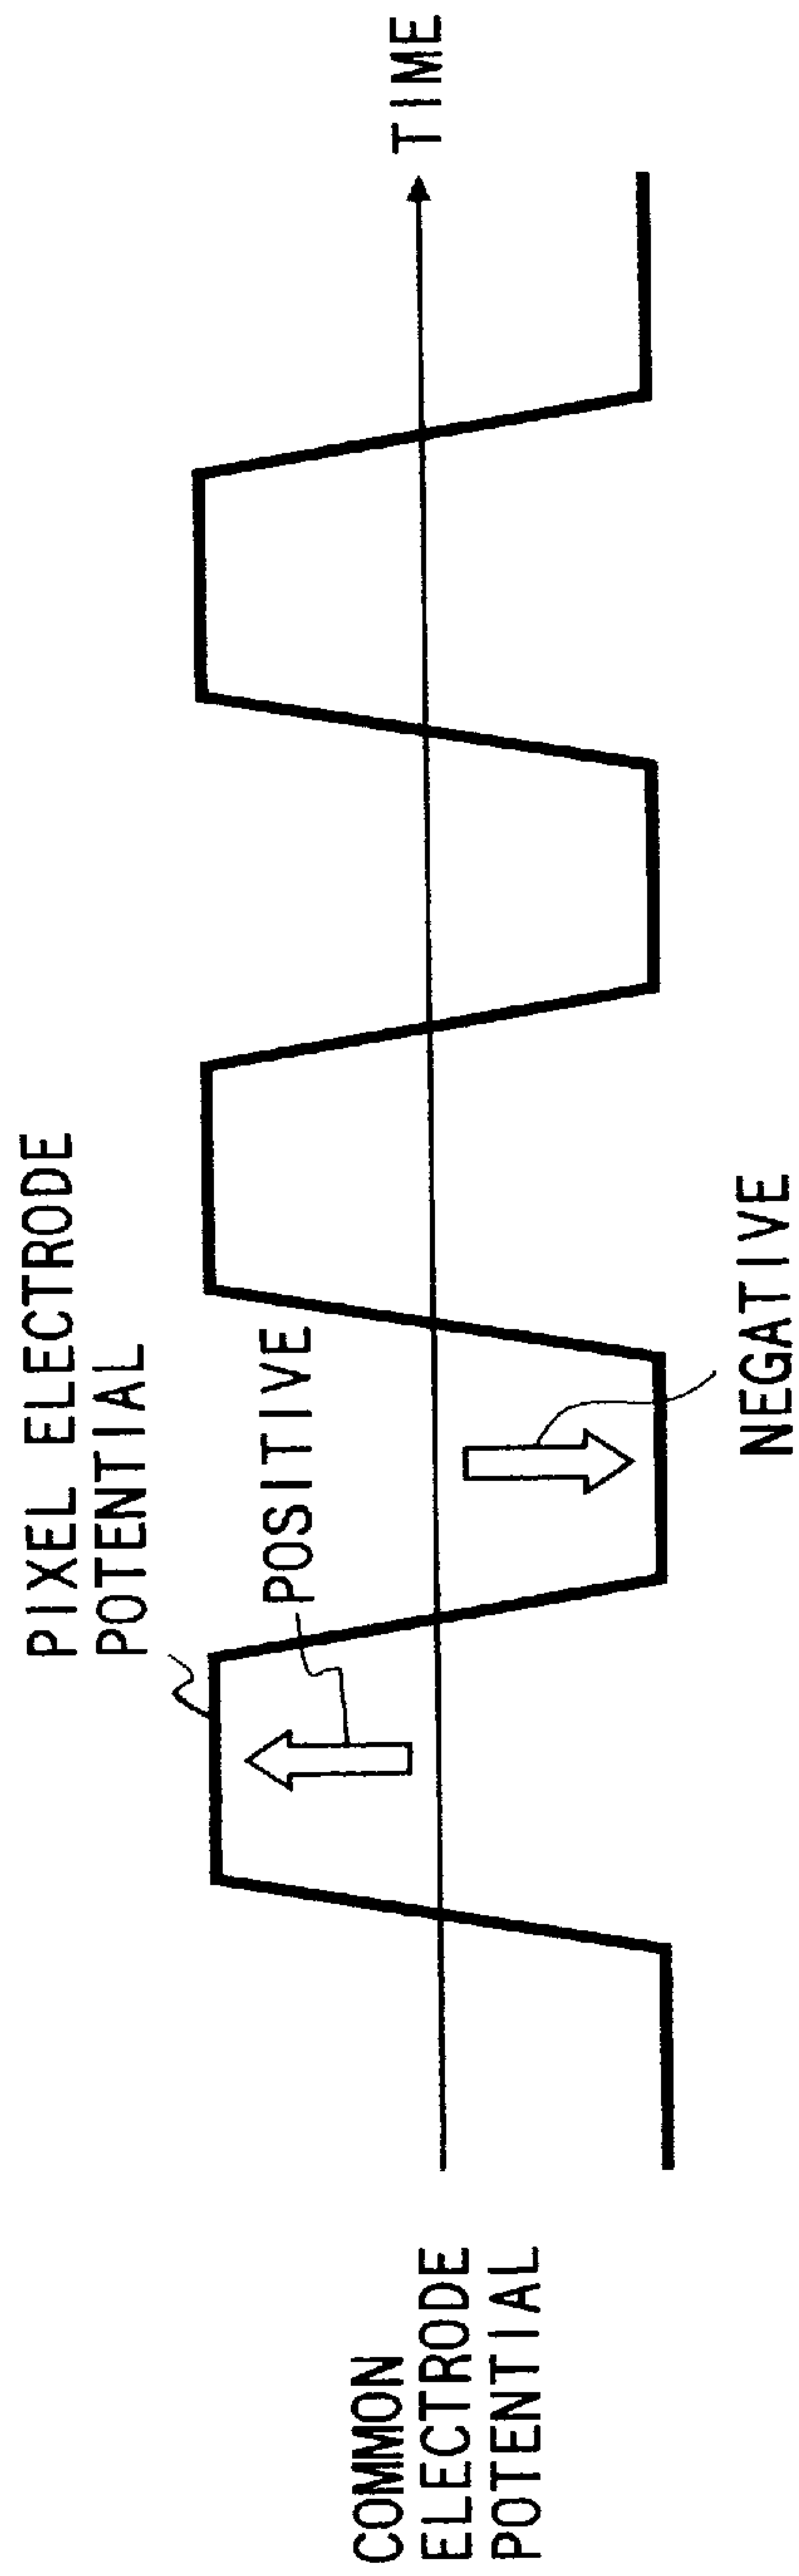 PIXEL ELECTRODE
POTENTIAL
POSITIVE
COMMON
ELECTRODE
POTENTIAL
TIME
NEGATIVE